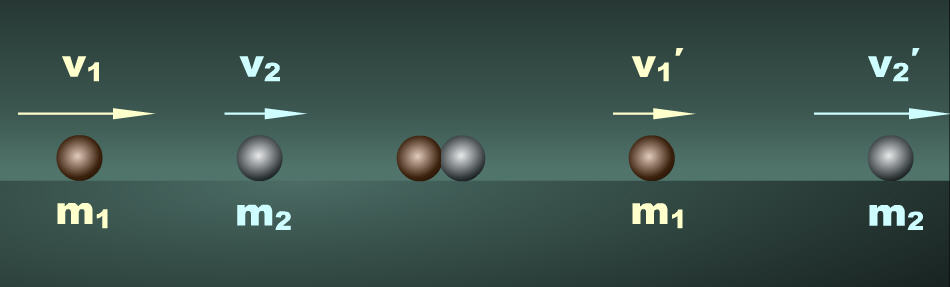 v₁ v₂ v₁′ v₂′
m₁ m₂ m₁ m₂